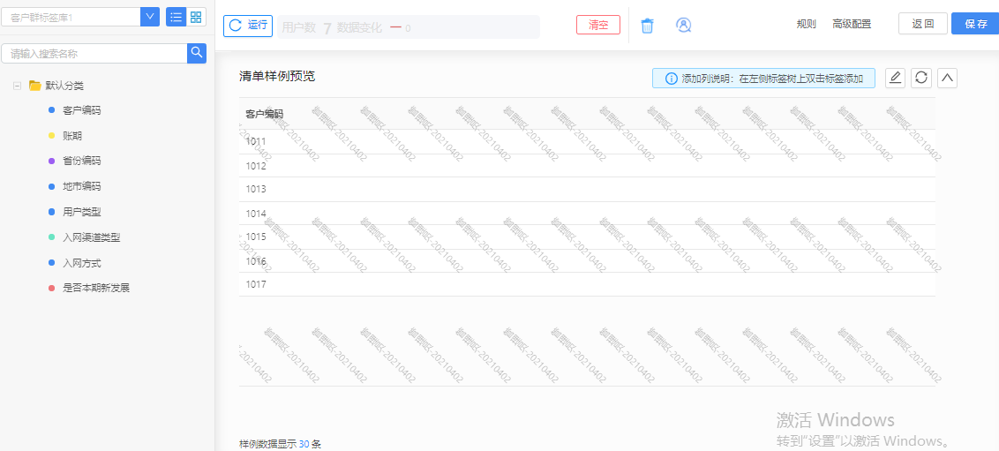 客户群标签库1
运行
用户数 7 数据变化 — 0
清空
规则
高级配置
返 回
保 存
请输入搜索名称
默认分类
客户编码
账期
省份编码
地市编码
用户类型
入网渠道类型
入网方式
是否本期新发展
清单样例预览
添加列说明：在左侧标签树上双击标签添加
客户编码
1011
1012
1013
1014
1015
1016
1017
样例数据显示 30 条
激活 Windows
转到"设置"以激活 Windows。